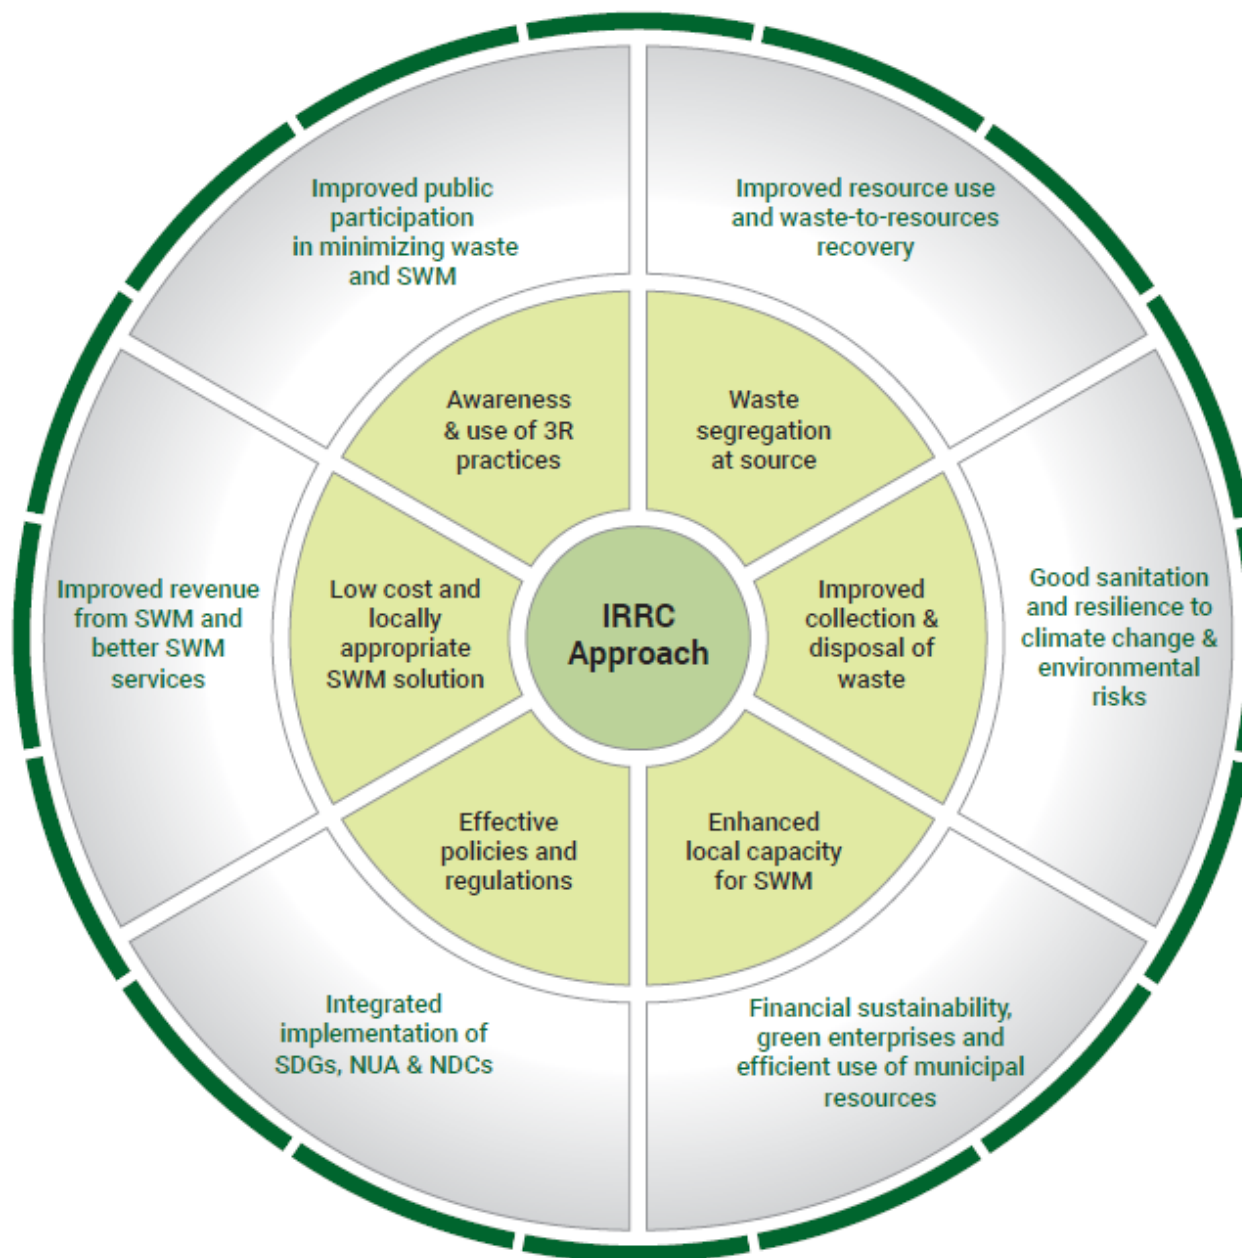 Improved public
participation
in minimizing waste
and SWM
Improved resource use
and waste-to-resources
recovery
Awareness
& use of 3R
practices
Waste
segregation
at source
Improved revenue
from SWM and
better SWM
services
Low cost and
locally
appropriate
SWM solution
IRRC
Approach
Improved
collection &
disposal of
waste
Good sanitation
and resilience to
climate change &
environmental
risks
Effective
policies and
regulations
Enhanced
local capacity
for SWM
Integrated
implementation of
SDGs, NUA & NDCs
Financial sustainability,
green enterprises and
efficient use of municipal
resources